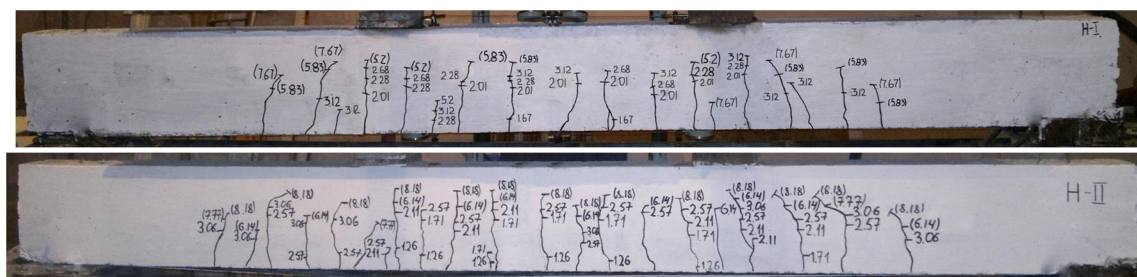 H-I
(7.67) (5.83)
(7.67) (5.83) 3.12
3.12
(5.2) 2.68 2.28 2.01
(5.2) 2.68 2.28
5.2 3.12 2.28
(5.83) 2.28 2.01
(5.83) 3.12 2.28 2.01 1.67
3.12 2.01
2.68 2.01 1.67
3.12 2.68 2.01
(5.2) 2.28 2.01
(7.67)
3.12 2.28 2.01
(7.67) 3.12
(5.83) 3.12
(5.83) 3.12
(7.67) (5.83)
H-II
(7.77) 3.06
(8.18) (6.14) 3.06
(8.18) 3.06 2.57
(6.14) 3.06 2.57
(8.18) 3.06 2.57
(7.7) 2.57 2.11
(8.18) (6.14) 2.11 1.26
2.57 1.71 1.26
(8.18) (6.14) 2.57 2.11
(8.18) (6.14) 2.11 1.71
1.71 1.26
(8.18) 2.57 1.71 1.26
(8.18) (6.14) 3.06 2.57
(8.18) 2.57 1.71 1.26
(6.14) 2.57
(8.18) 2.57 2.11 1.71 1.26
6.14
(8.18) (6.14) 3.06 2.57 2.11 2.11
(8.18) (6.14) 2.57 2.11 1.71
(8.18) (7.77) 3.06 2.57
(8.18) (6.14) 3.06